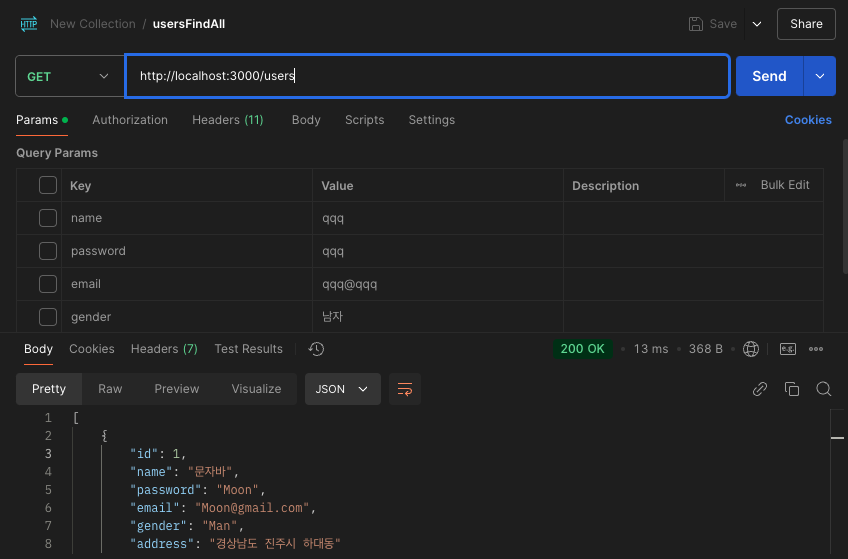 HTTP New Collection / usersFindAll Save Share
GET http://localhost:3000/users Send
Params Authorization Headers (11) Body Scripts Settings Cookies
Query Params
Key Value Description Bulk Edit
name qqq
password qqq
email qqq@qqq
gender 남자
Body Cookies Headers (7) Test Results 200 OK 13 ms 368 B e.g.
Pretty Raw Preview Visualize JSON
1 [
2 {
3 "id": 1,
4 "name": "문자바",
5 "password": "Moon",
6 "email": "Moon@gmail.com",
7 "gender": "Man",
8 "address": "경상남도 진주시 하대동"